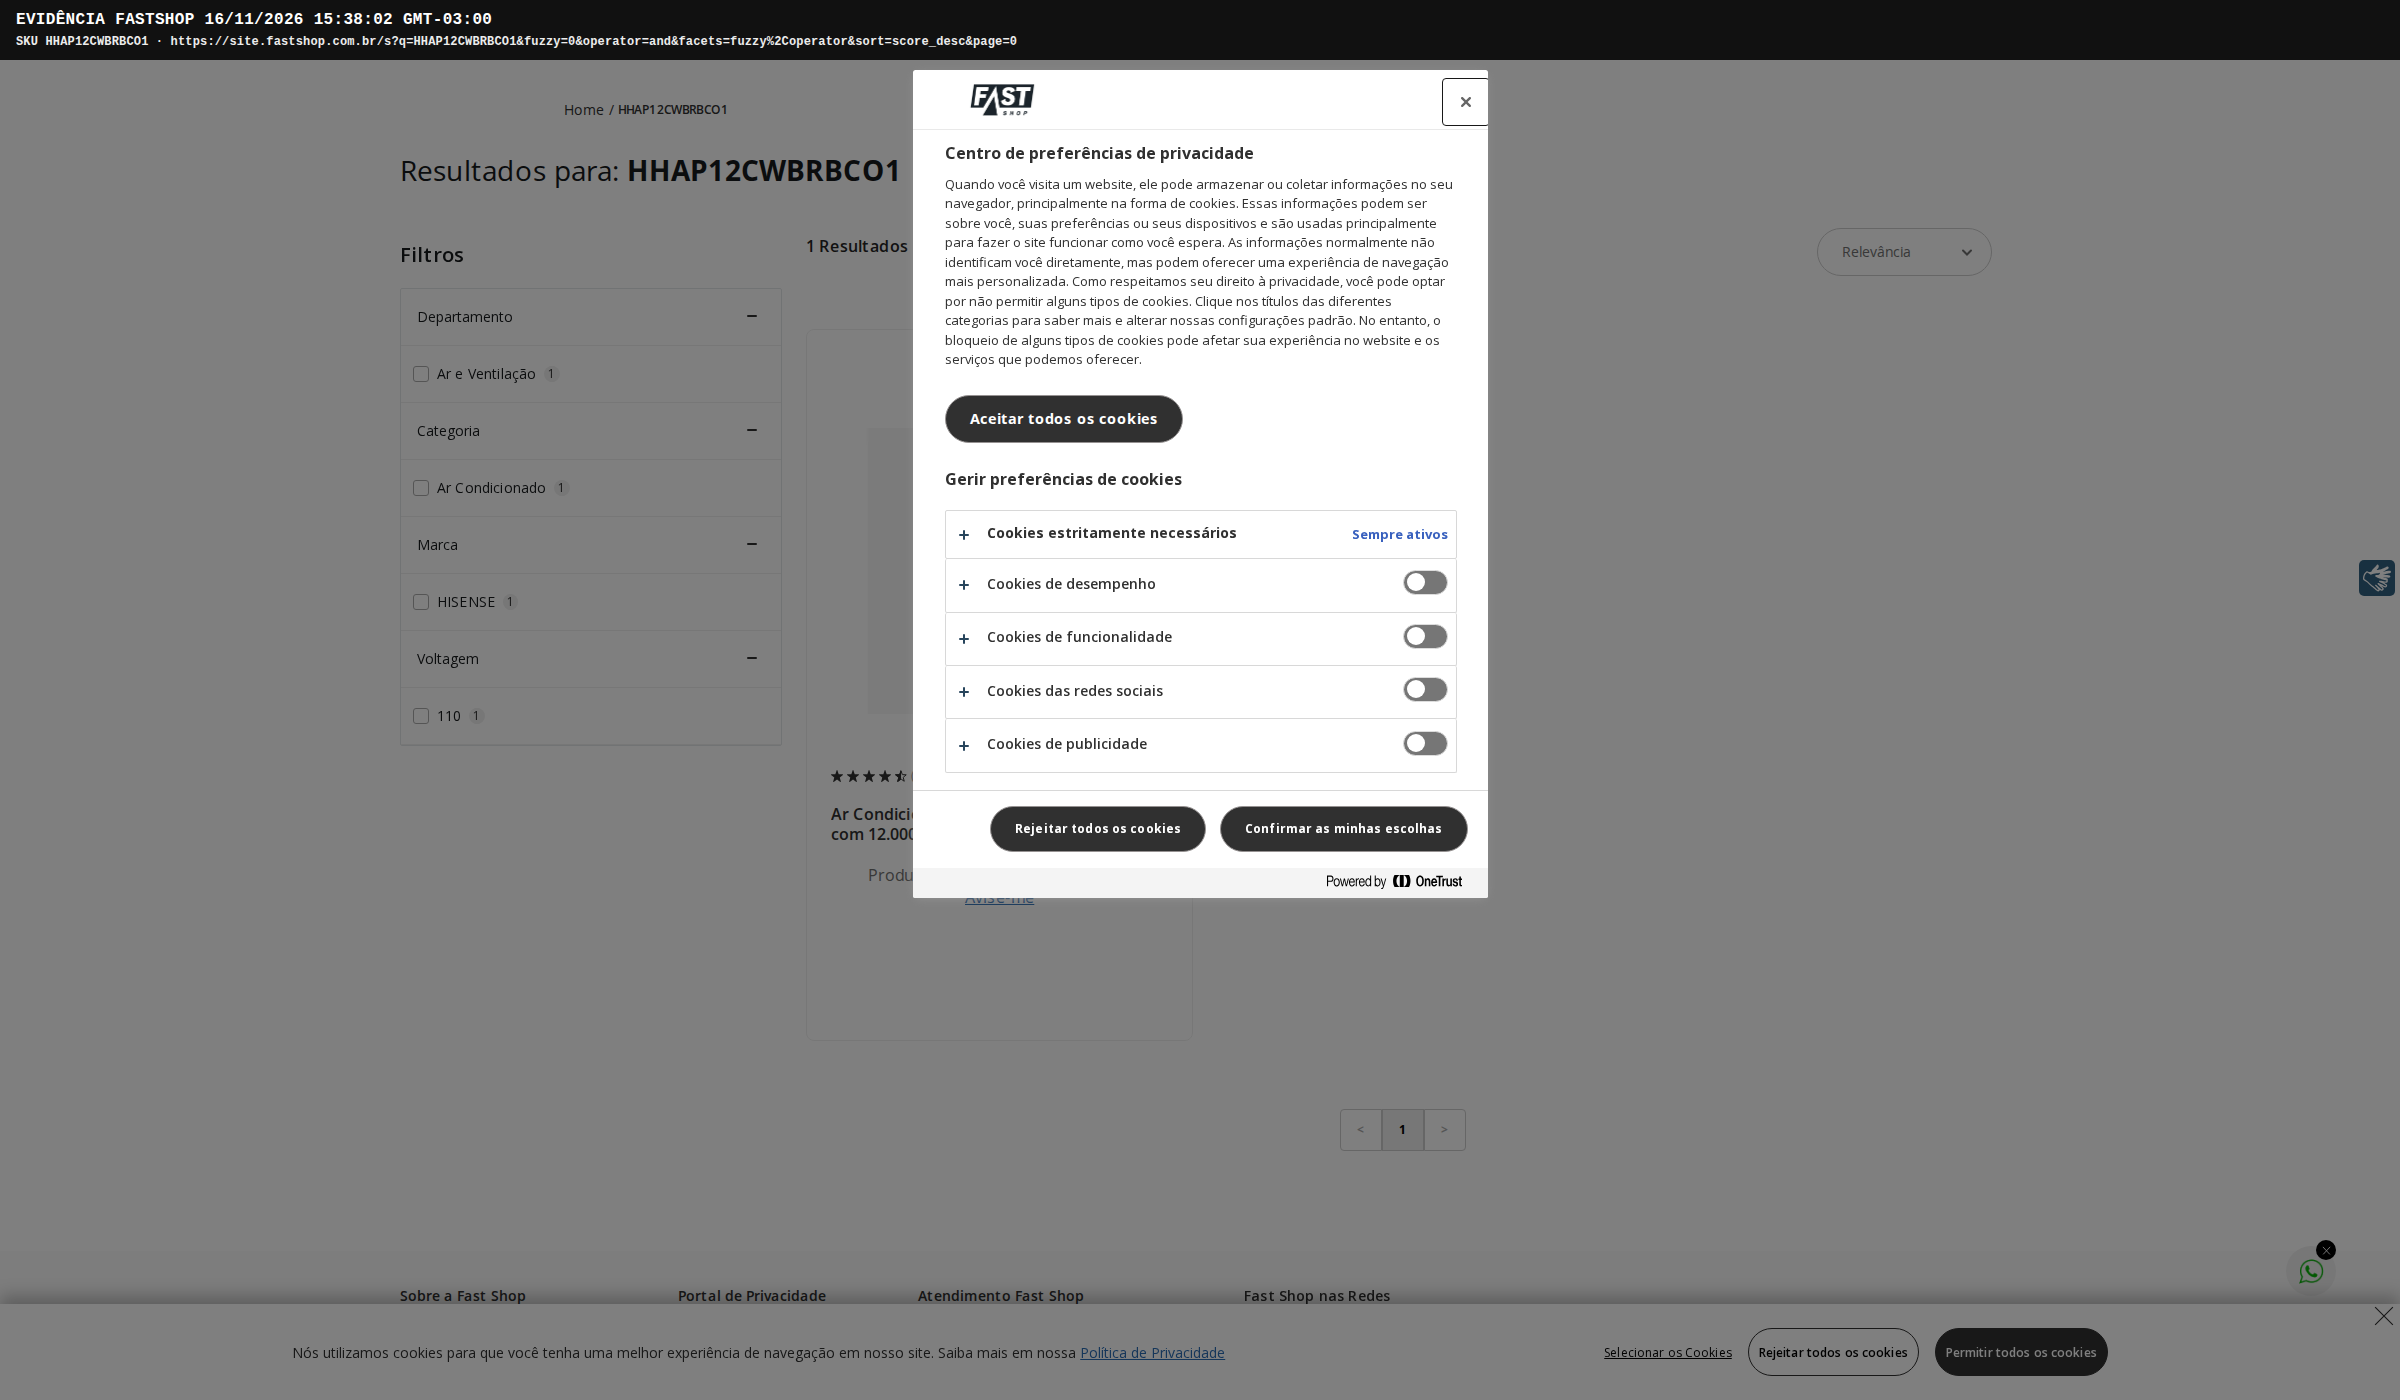 EVIDÊNCIA FASTSHOP 16/11/2026 15:38:02 GMT-03:00
SKU HHAP12CWBRBCO1 · https://site.fastshop.com.br/s?q=HHAP12CWBRBCO1&fuzzy=0&operator=and&facets=fuzzy%2Coperator&sort=score_desc&page=0
Home / HHAP12CWBRBCO1
Resultados para: HHAP12CWBRBCO1
Filtros
1 Resultados
Relevância
Departamento
Ar e Ventilação 1
Categoria
Ar Condicionado 1
Marca
HISENSE 1
Voltagem
110 1
Ar Condici
com 12.000
Produ
Avise-me
< 1 >
FAST
SHOP
Centro de preferências de privacidade
Quando você visita um website, ele pode armazenar ou coletar informações no seu
navegador, principalmente na forma de cookies. Essas informações podem ser
sobre você, suas preferências ou seus dispositivos e são usadas principalmente
para fazer o site funcionar como você espera. As informações normalmente não
identificam você diretamente, mas podem oferecer uma experiência de navegação
mais personalizada. Como respeitamos seu direito à privacidade, você pode optar
por não permitir alguns tipos de cookies. Clique nos títulos das diferentes
categorias para saber mais e alterar nossas configurações padrão. No entanto, o
bloqueio de alguns tipos de cookies pode afetar sua experiência no website e os
serviços que podemos oferecer.
Aceitar todos os cookies
Gerir preferências de cookies
Cookies estritamente necessários
Sempre ativos
Cookies de desempenho
Cookies de funcionalidade
Cookies das redes sociais
Cookies de publicidade
Rejeitar todos os cookies
Confirmar as minhas escolhas
Powered by OneTrust
Sobre a Fast Shop
Portal de Privacidade
Atendimento Fast Shop
Fast Shop nas Redes
Nós utilizamos cookies para que você tenha uma melhor experiência de navegação em nosso site. Saiba mais em nossa Política de Privacidade
Selecionar os Cookies
Rejeitar todos os cookies
Permitir todos os cookies